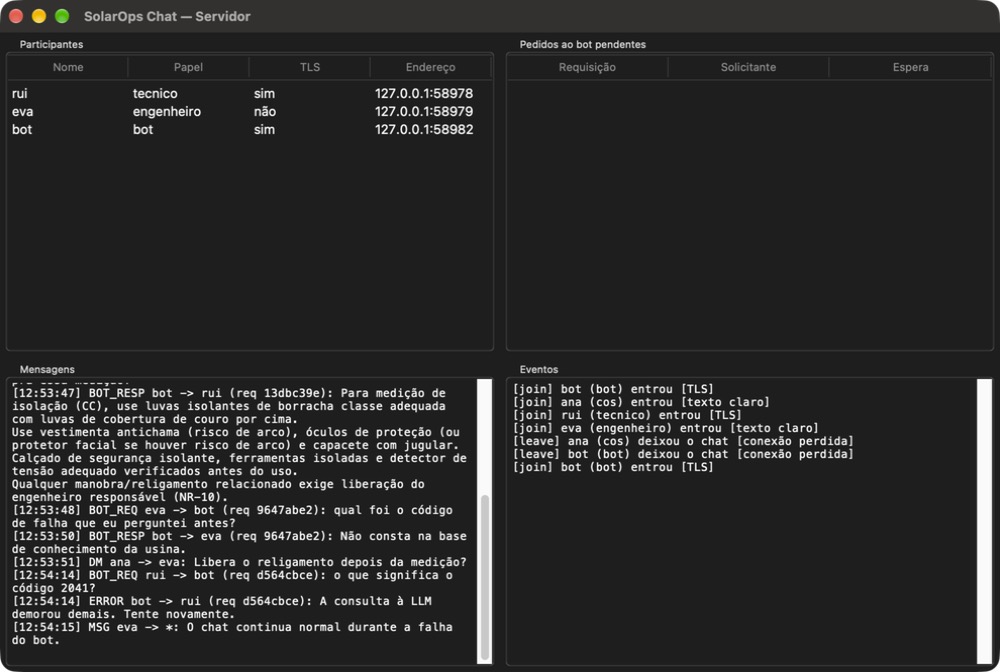 SolarOps Chat — Servidor
Participantes
Nome Papel TLS Endereço
rui tecnico sim 127.0.0.1:58978
eva engenheiro não 127.0.0.1:58979
bot bot sim 127.0.0.1:58982
Pedidos ao bot pendentes
Requisição Solicitante Espera
Mensagens
[12:53:47] BOT_RESP bot -> rui (req 13dbc39e): Para medição de
isolação (CC), use luvas isolantes de borracha classe adequada
com luvas de cobertura de couro por cima.
Use vestimenta antichama (risco de arco), óculos de proteção (ou
protetor facial se houver risco de arco) e capacete com jugular.
Calçado de segurança isolante, ferramentas isoladas e detector de
tensão adequado verificados antes do uso.
Qualquer manobra/religamento relacionado exige liberação do
engenheiro responsável (NR-10).
[12:53:48] BOT_REQ eva -> bot (req 9647abe2): qual foi o código
de falha que eu perguntei antes?
[12:53:50] BOT_RESP bot -> eva (req 9647abe2): Não consta na base
de conhecimento da usina.
[12:53:51] DM ana -> eva: Libera o religamento depois da medição?
[12:54:14] BOT_REQ rui -> bot (req d564cbce): o que significa o
código 2041?
[12:54:14] ERROR bot -> rui (req d564cbce): A consulta à LLM
demorou demais. Tente novamente.
[12:54:15] MSG eva -> *: O chat continua normal durante a falha
do bot.
Eventos
[join] bot (bot) entrou [TLS]
[join] ana (cos) entrou [texto claro]
[join] rui (tecnico) entrou [TLS]
[join] eva (engenheiro) entrou [texto claro]
[leave] ana (cos) deixou o chat [conexão perdida]
[leave] bot (bot) deixou o chat [conexão perdida]
[join] bot (bot) entrou [TLS]